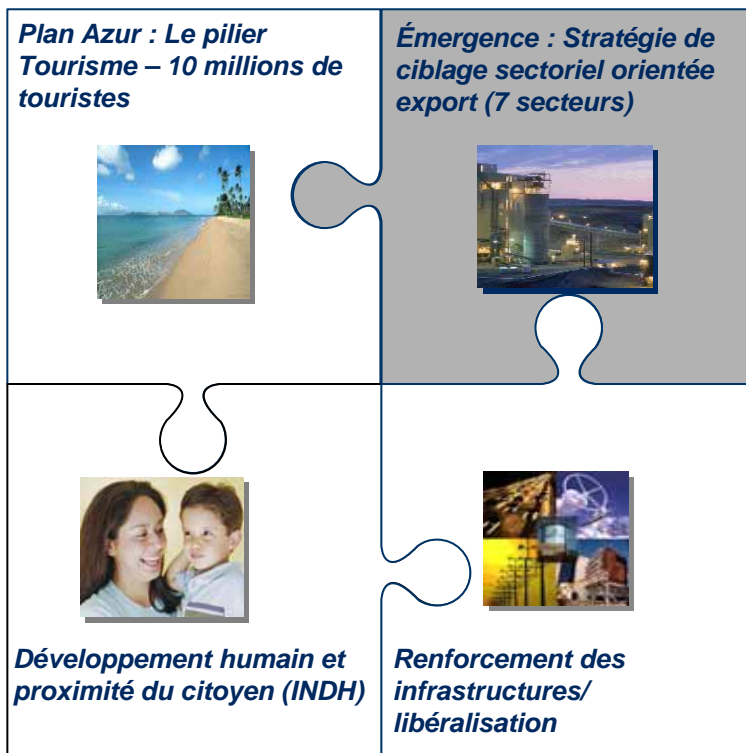 Plan Azur : Le pilier
Tourisme – 10 millions de
touristes
Émergence : Stratégie de
ciblage sectoriel orientée
export (7 secteurs)
Développement humain et
proximité du citoyen (INDH)
Renforcement des
infrastructures/
libéralisation